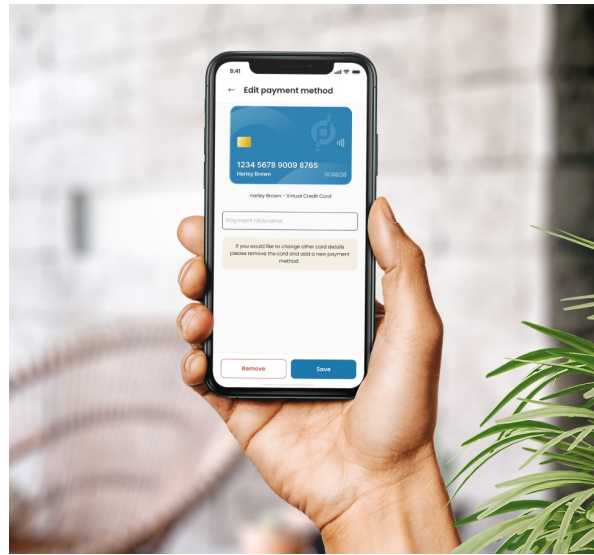 9:41
← Edit payment method
1234 5678 9009 8765
Harley Brown
Harley Brown - Virtual Credit Card
Payment nickname
If you would like to change other card details
please remove the card and add a new payment
method.
Remove Save